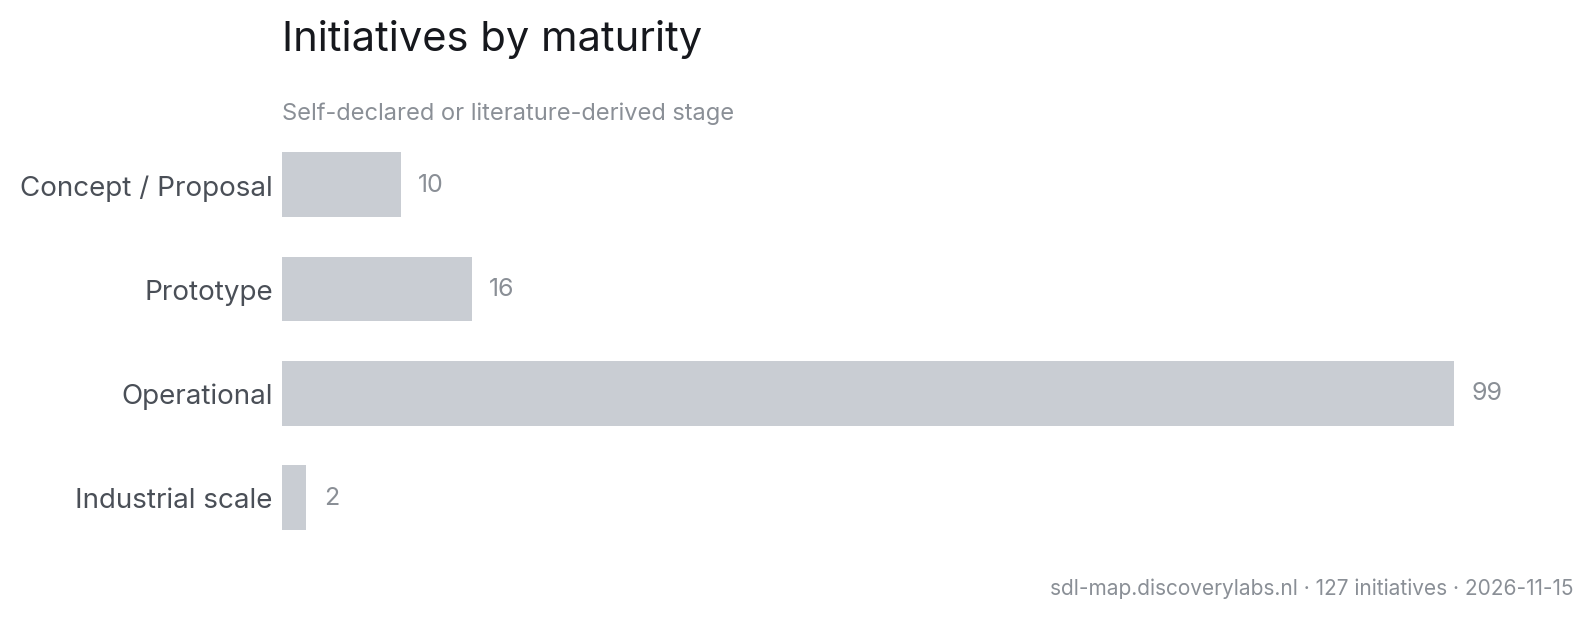 Initiatives by maturity
Self-declared or literature-derived stage
Concept / Proposal 10
Prototype 16
Operational 99
Industrial scale 2
sdl-map.discoverylabs.nl · 127 initiatives · 2026-11-15